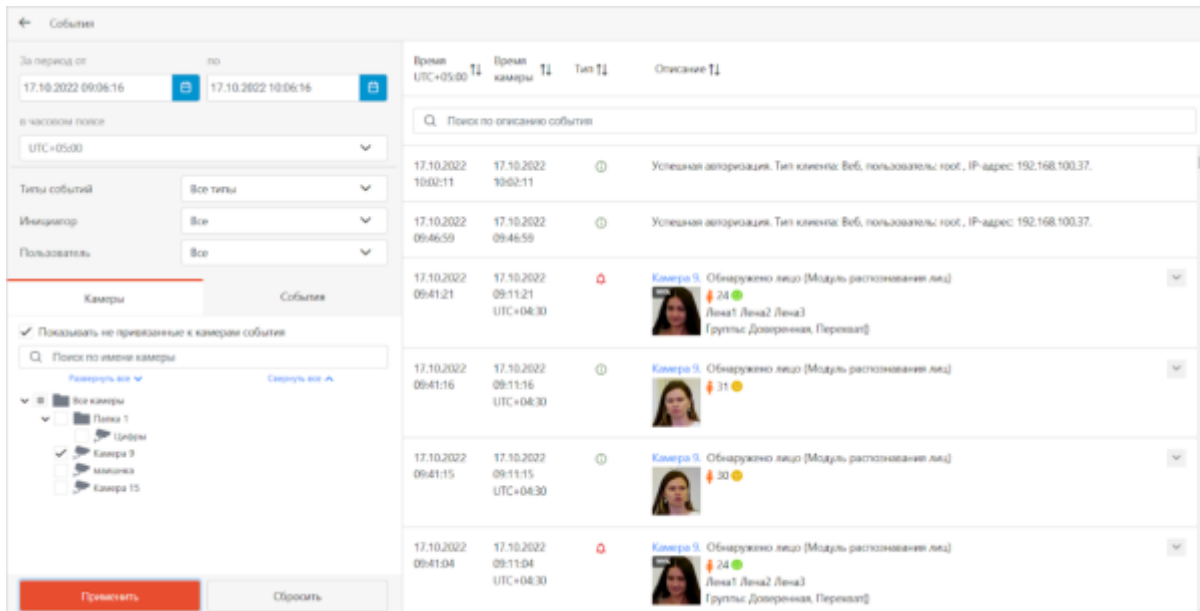 События
За период от
по
17.10.2022 09:06:16
17.10.2022 10:06:16
в часовом поясе
UTC+05:00
Типы событий
Все типы
Инициатор
Все
Пользователь
Все
Камеры
События
Показывать не привязанные к камерам события
Поиск по имени камеры
Развернуть все
Свернуть все
Все камеры
Папка 1
Цифры
Камера 9
машинка
Камера 15
Применить
Сбросить
Время UTC+05:00
Время камеры
Тип
Описание
Поиск по описанию события
17.10.2022 10:02:11
17.10.2022 10:02:11
Успешная авторизация. Тип клиента: Веб, пользователь: root , IP-адрес: 192.168.100.37.
17.10.2022 09:46:59
17.10.2022 09:46:59
Успешная авторизация. Тип клиента: Веб, пользователь: root , IP-адрес: 192.168.100.37.
17.10.2022 09:41:21
17.10.2022 09:11:21 UTC+04:30
Камера 9. Обнаружено лицо (Модуль распознавания лиц)
24
Лена1 Лена2 Лена3
Группы: Доверенная, Перехват()
17.10.2022 09:41:16
17.10.2022 09:11:16 UTC+04:30
Камера 9. Обнаружено лицо (Модуль распознавания лиц)
31
17.10.2022 09:41:15
17.10.2022 09:11:15 UTC+04:30
Камера 9. Обнаружено лицо (Модуль распознавания лиц)
30
17.10.2022 09:41:04
17.10.2022 09:11:04 UTC+04:30
Камера 9. Обнаружено лицо (Модуль распознавания лиц)
24
Лена1 Лена2 Лена3
Группы: Доверенная, Перехват()